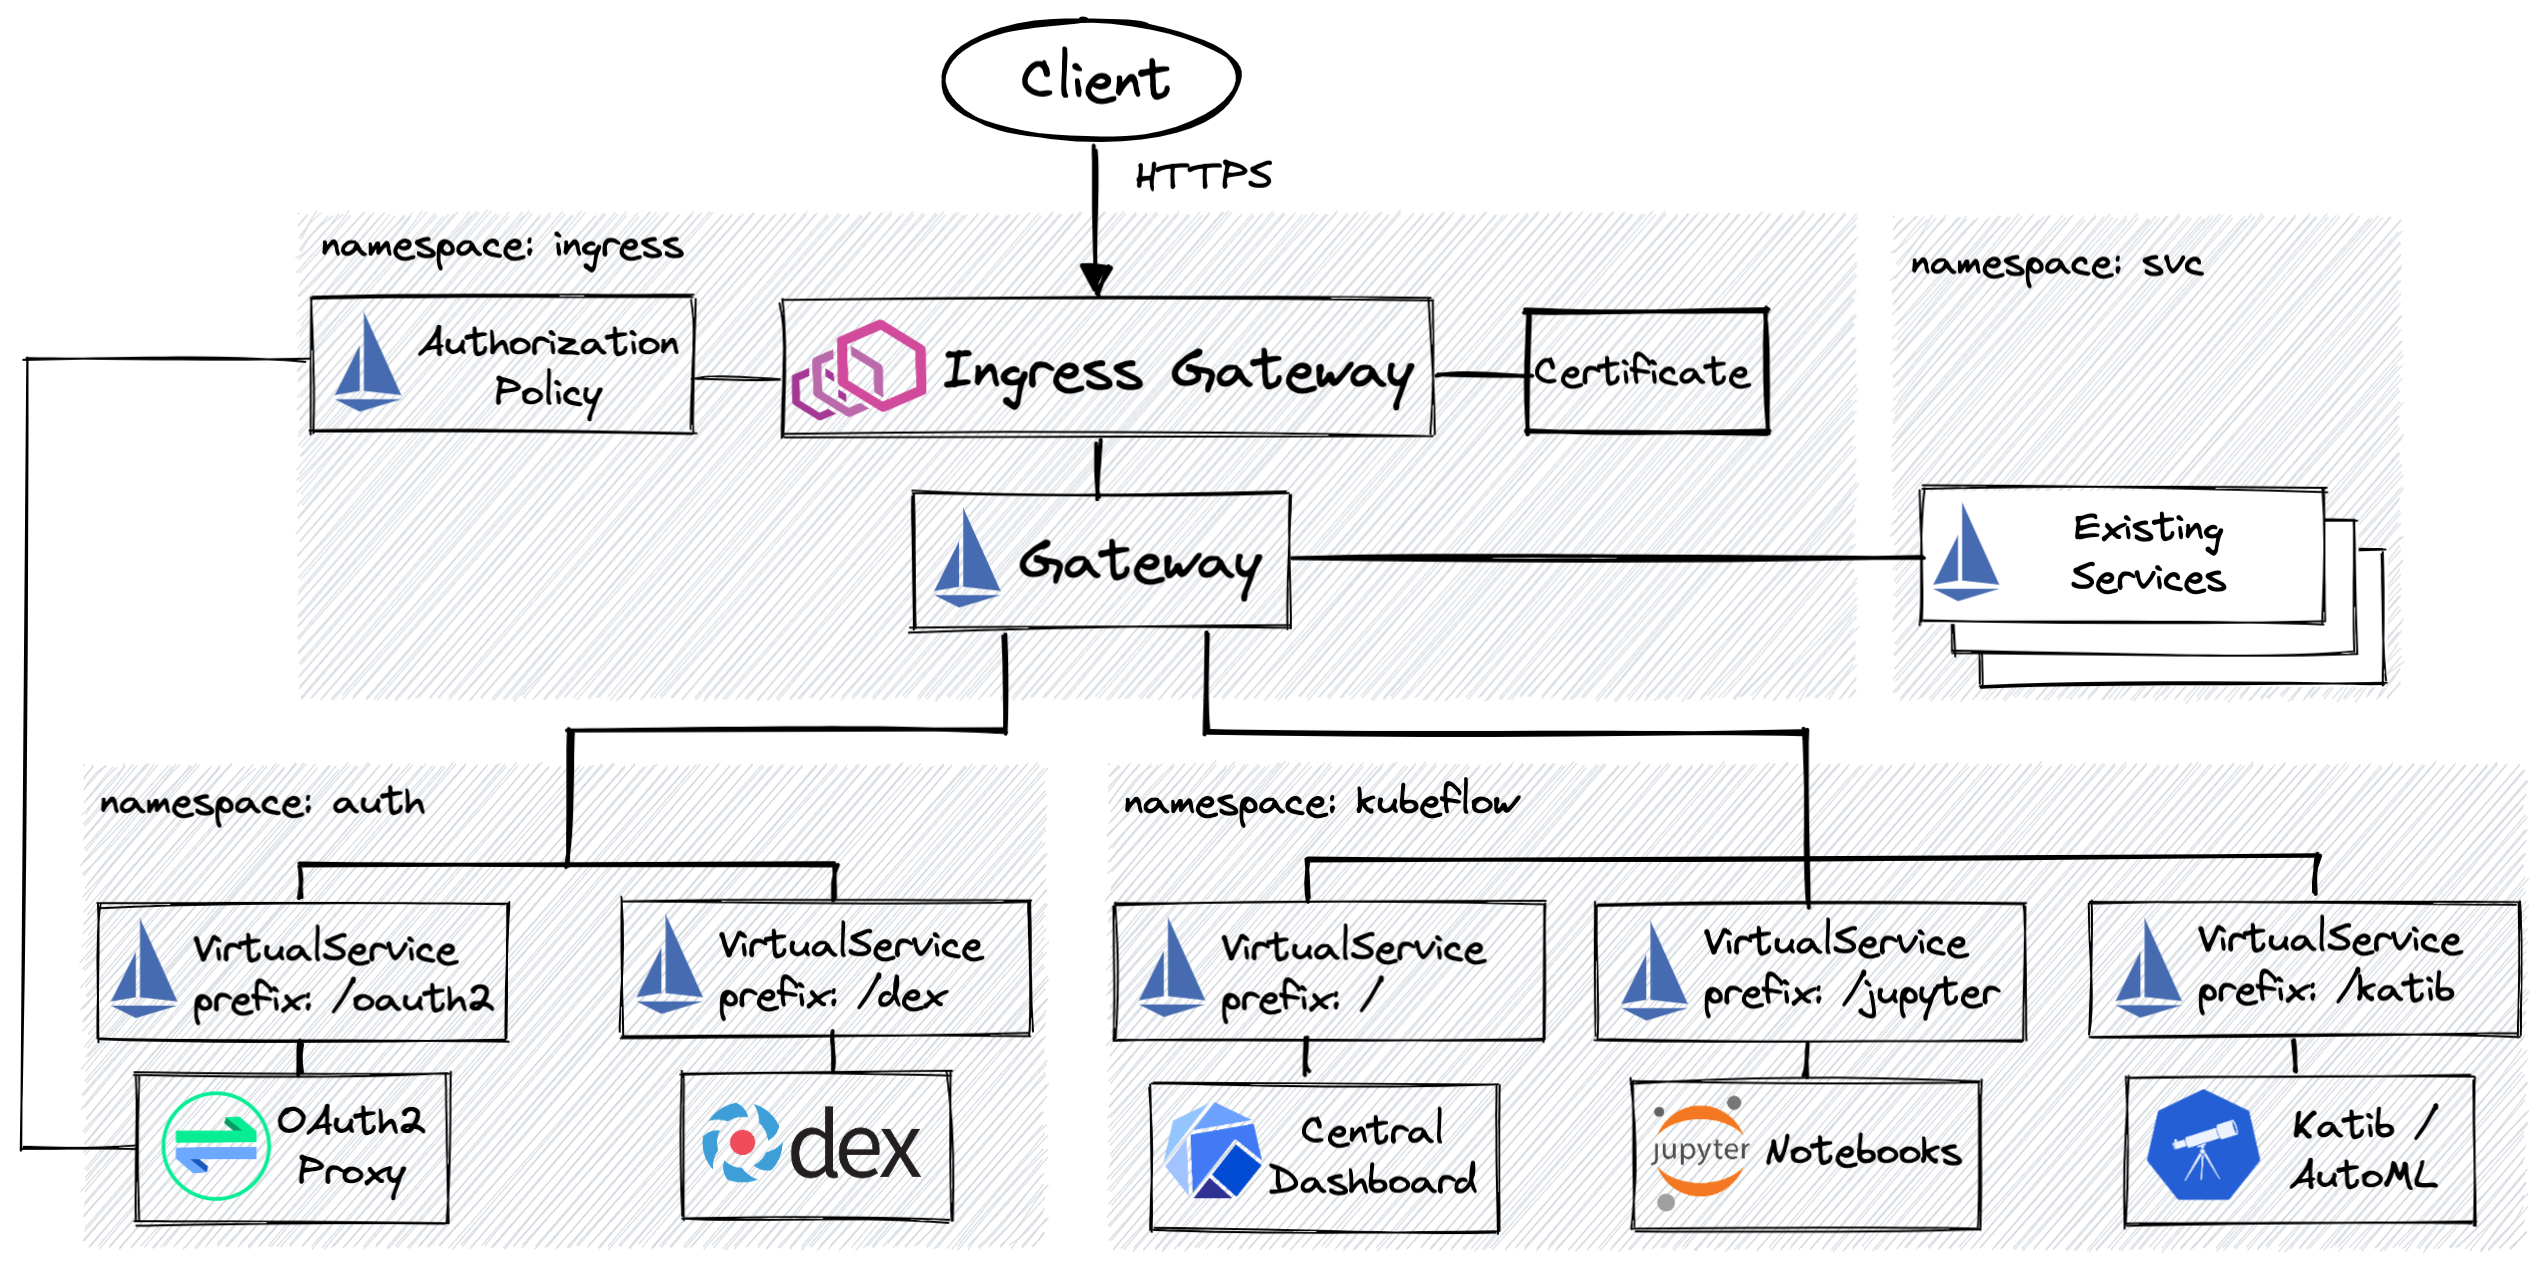 Client
HTTPS
namespace: ingress
namespace: svc
Authorization
Policy
Ingress Gateway
Certificate
Gateway
Existing
Services
namespace: auth
namespace: kubeflow
VirtualService
prefix: /oauth2
VirtualService
prefix: /dex
VirtualService
prefix: /
VirtualService
prefix: /jupyter
VirtualService
prefix: /katib
OAuth2
Proxy
dex
Central
Dashboard
jupyter
Notebooks
Katib /
AutoML